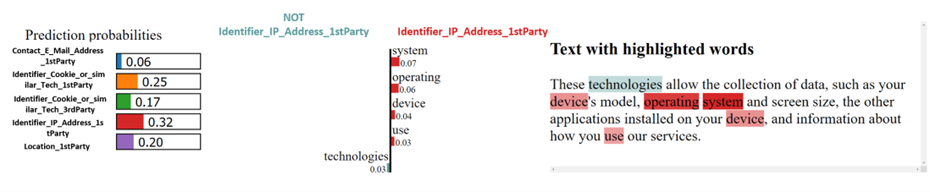 Prediction probabilities
Contact_E_Mail_Address
_1stParty
0.06
Identifier_Cookie_or_simi
ilar_Tech_1stParty
0.25
Identifier_Cookie_or_sim
ilar_Tech_3rdParty
0.17
Identifier_IP_Address_1s
tParty
0.32
Location_1stParty
0.20
NOT
Identifier_IP_Address_1stParty
Identifier_IP_Address_1stParty
system
0.07
operating
0.06
device
0.04
use
0.03
technologies
0.03
Text with highlighted words
These technologies allow the collection of data, such as your
device's model, operating system and screen size, the other
applications installed on your device, and information about
how you use our services.